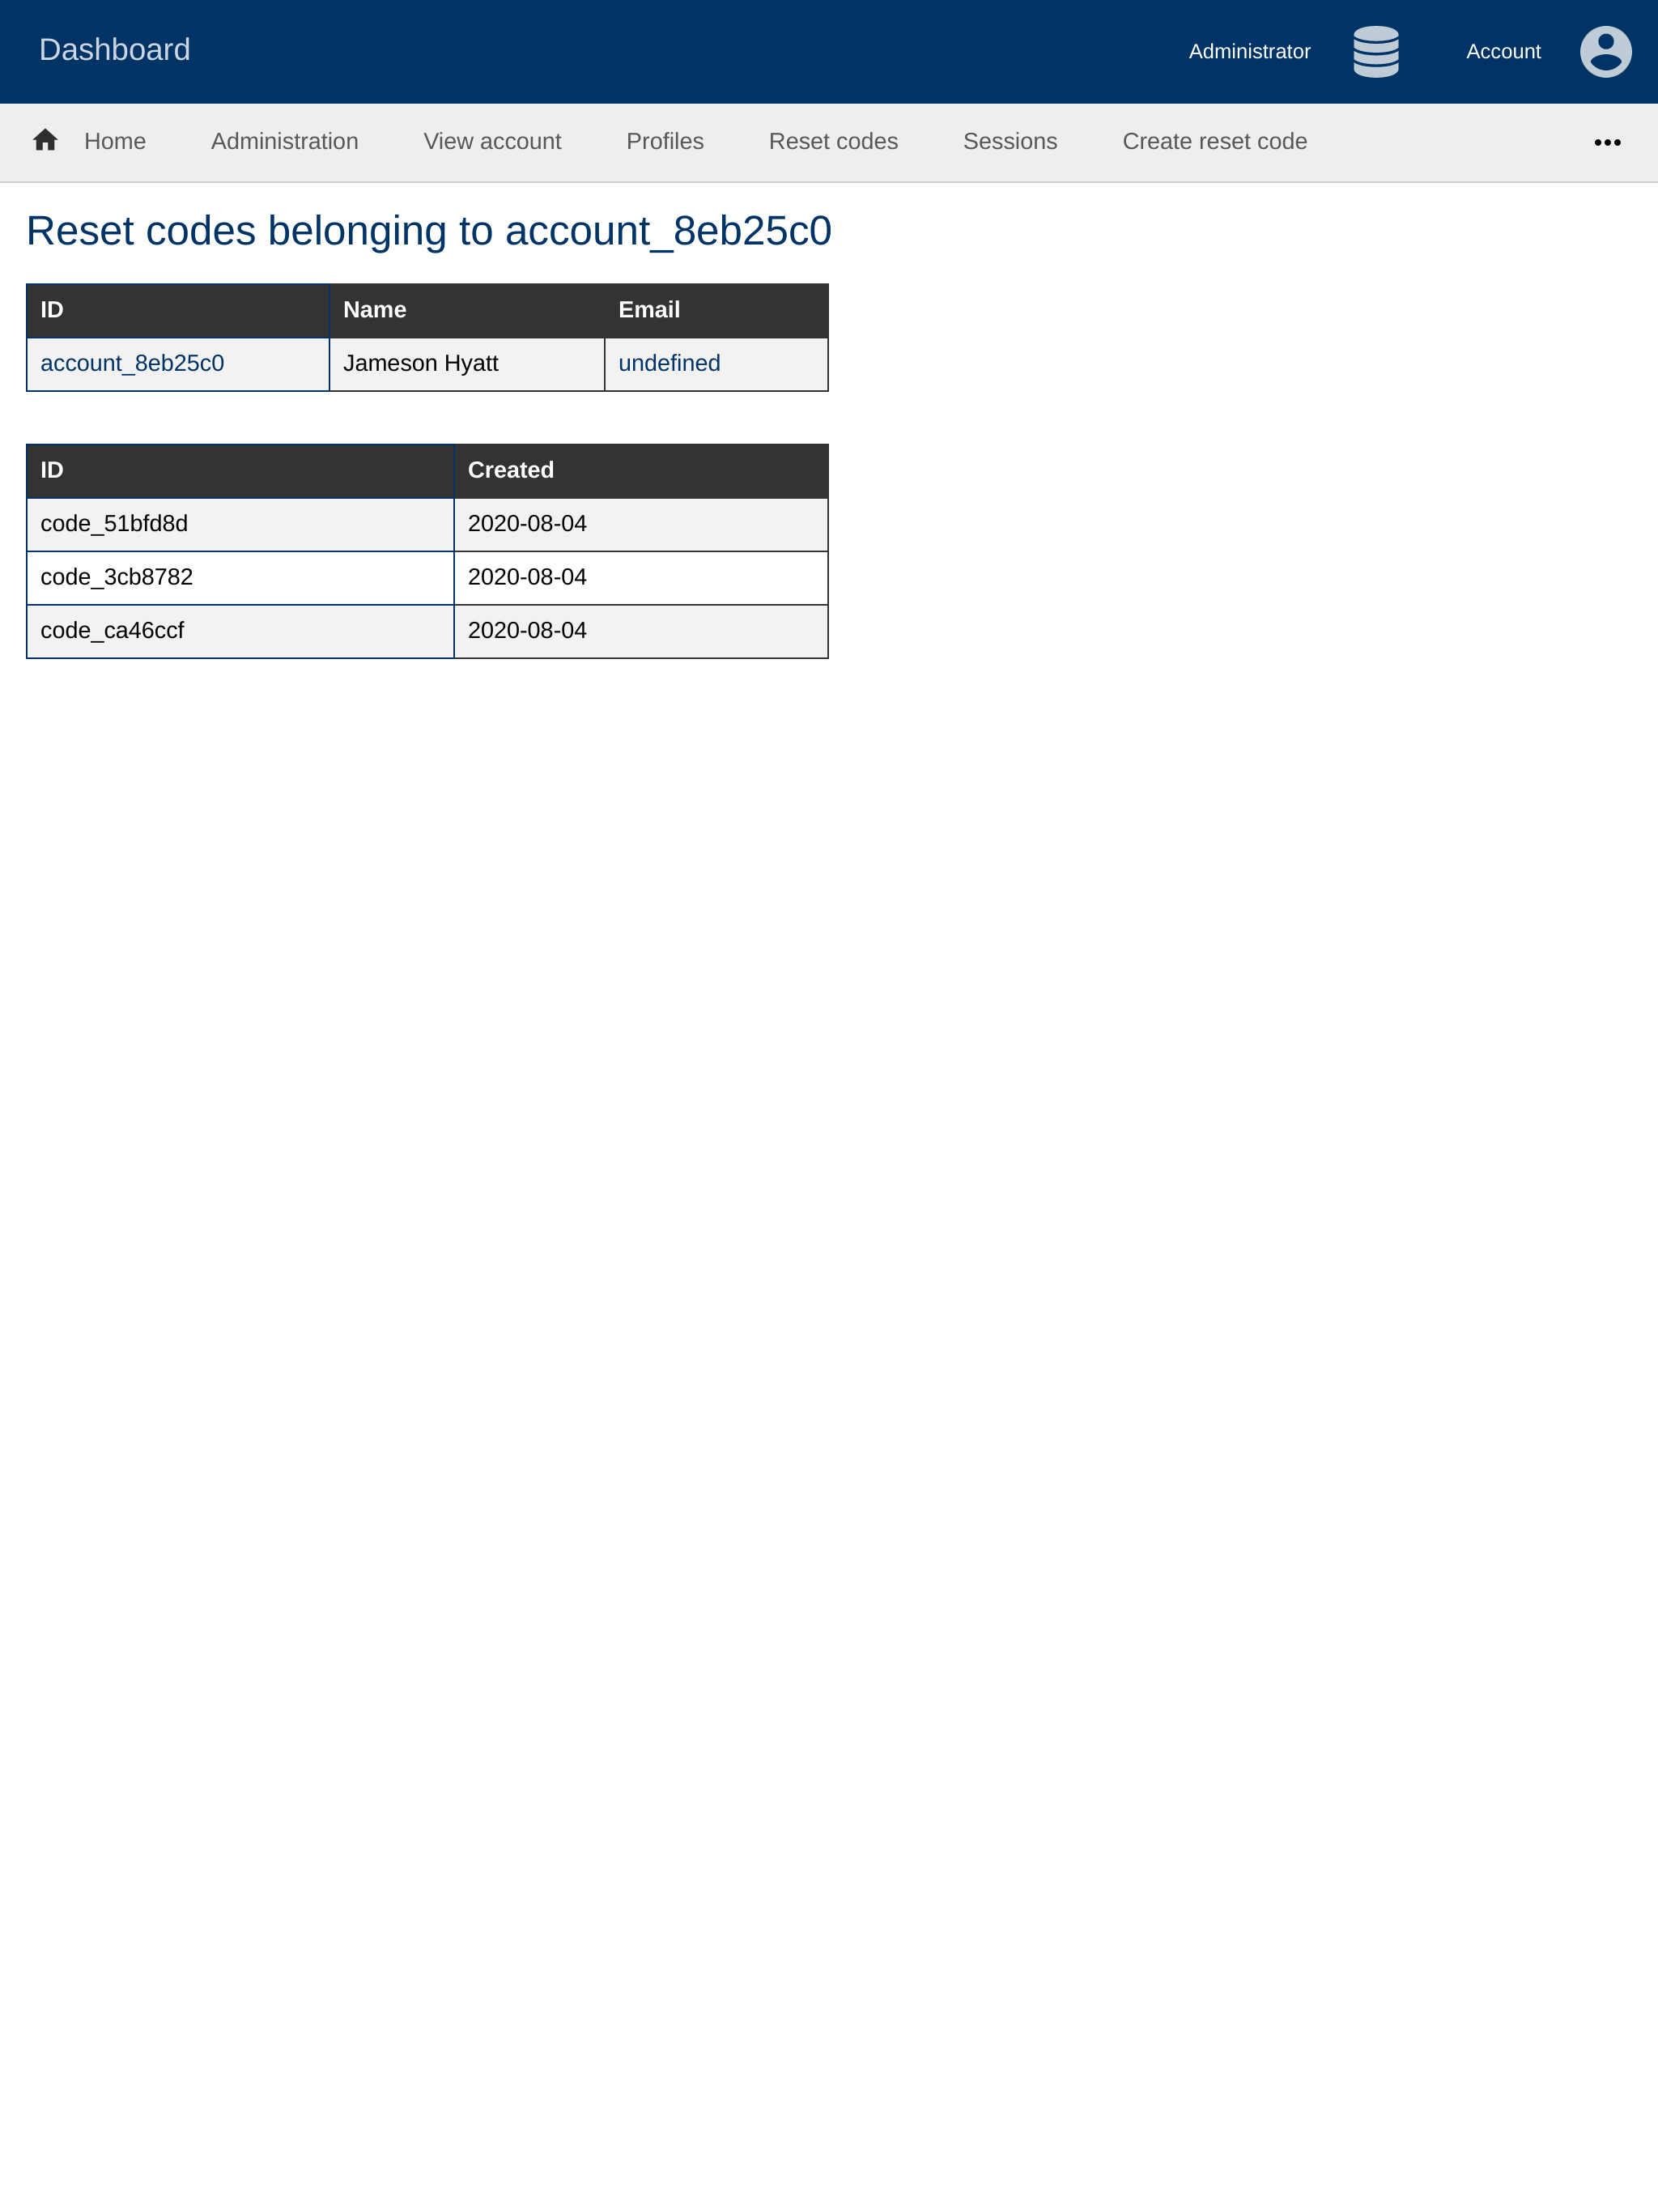 Dashboard Administrator Account
Home Administration View account Profiles Reset codes Sessions Create reset code
Reset codes belonging to account_8eb25c0
ID Name Email
account_8eb25c0 Jameson Hyatt undefined
ID Created
code_51bfd8d 2020-08-04
code_3cb8782 2020-08-04
code_ca46ccf 2020-08-04